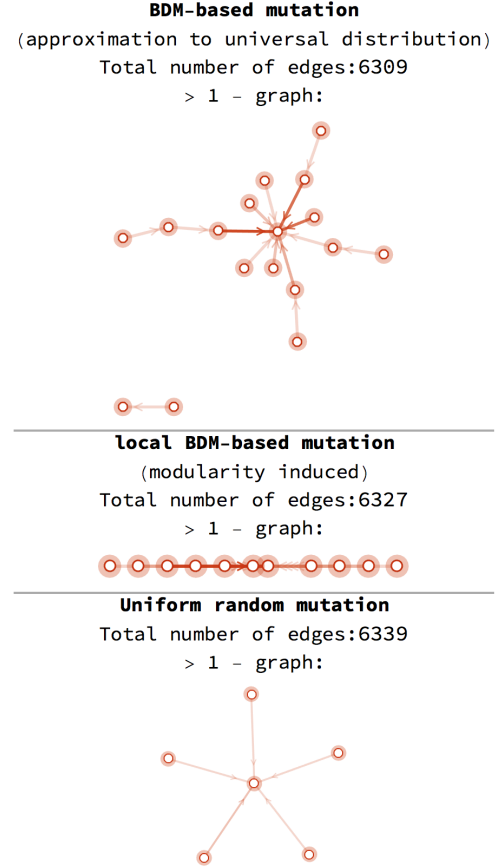 BDM-based mutation
(approximation to universal distribution)
Total number of edges:6309
> 1 - graph:
local BDM-based mutation
(modularity induced)
Total number of edges:6327
> 1 - graph:
Uniform random mutation
Total number of edges:6339
> 1 - graph: